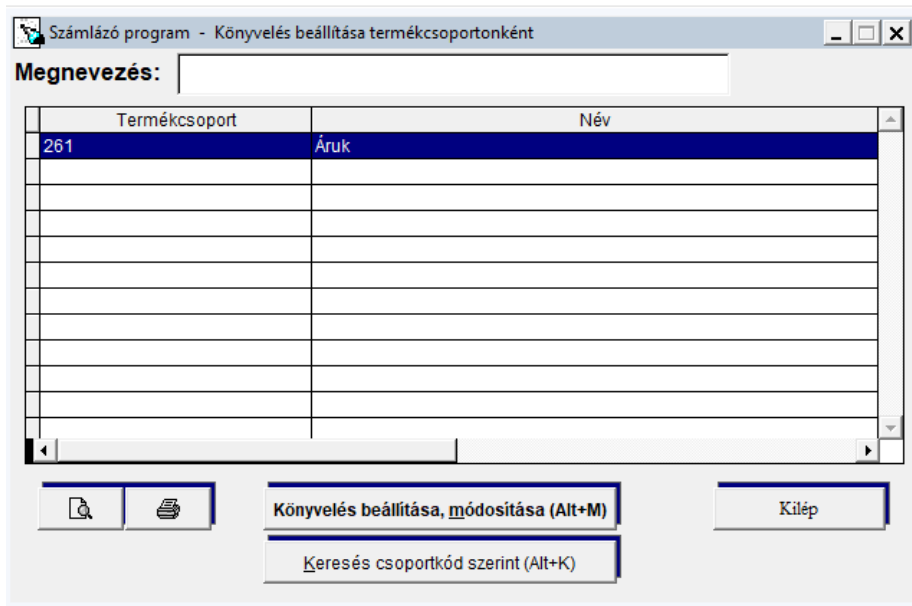 Számlázó program - Könyvelés beállítása termékcsoportonként
Megnevezés:
Termékcsoport Név
261 Áruk
Könyvelés beállítása, módosítása (Alt+M) Kilép
Keresés csoportkód szerint (Alt+K)